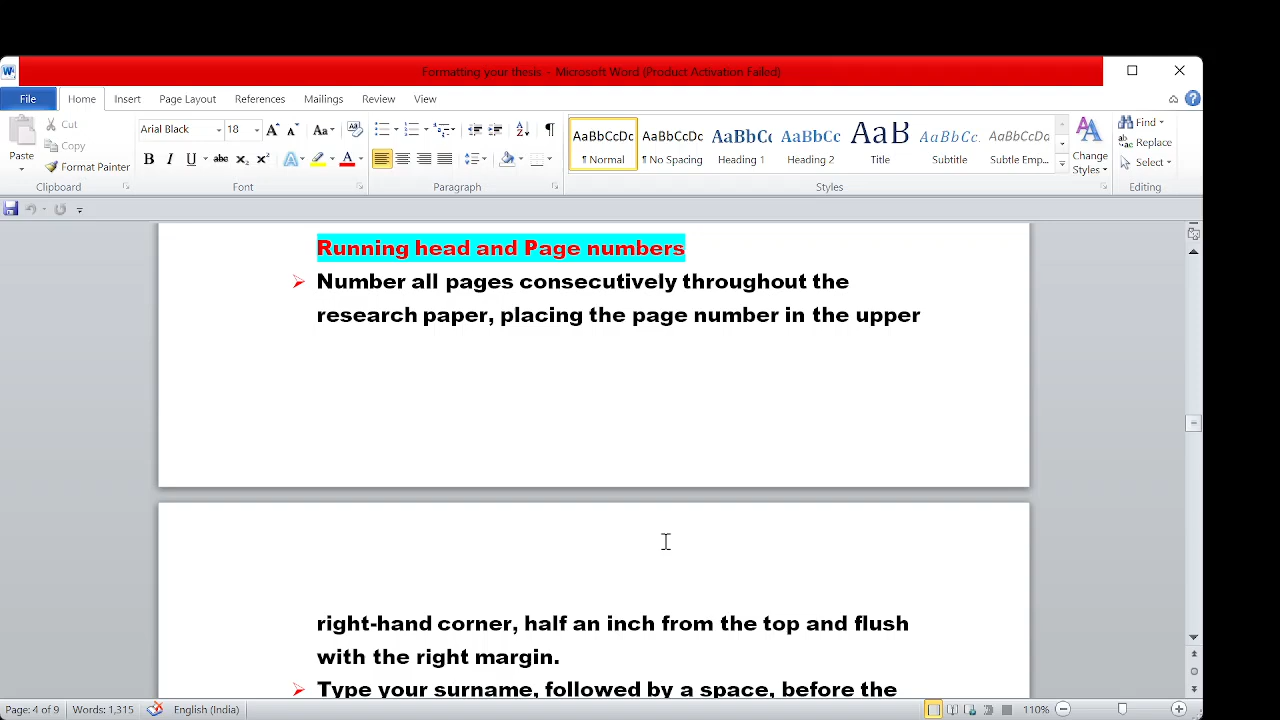 Formatting your thesis - Microsoft Word (Product Activation Failed)
File Home Insert Page Layout References Mailings Review View
Paste
Cut
Copy
Format Painter
Arial Black 18
AaBbCcDc AaBbCcDc AaBbCc AaBbCc AaB AaBbCc. AaBbCcDc
¶ Normal ¶ No Spacing Heading 1 Heading 2 Title Subtitle Subtle Emp...
Change Styles
Find
Replace
Select
Clipboard Font Paragraph Styles Editing
Running head and Page numbers
Number all pages consecutively throughout the
research paper, placing the page number in the upper
right-hand corner, half an inch from the top and flush
with the right margin.
Type your surname, followed by a space, before the
Page: 4 of 9 Words: 1,315 English (India) 110%